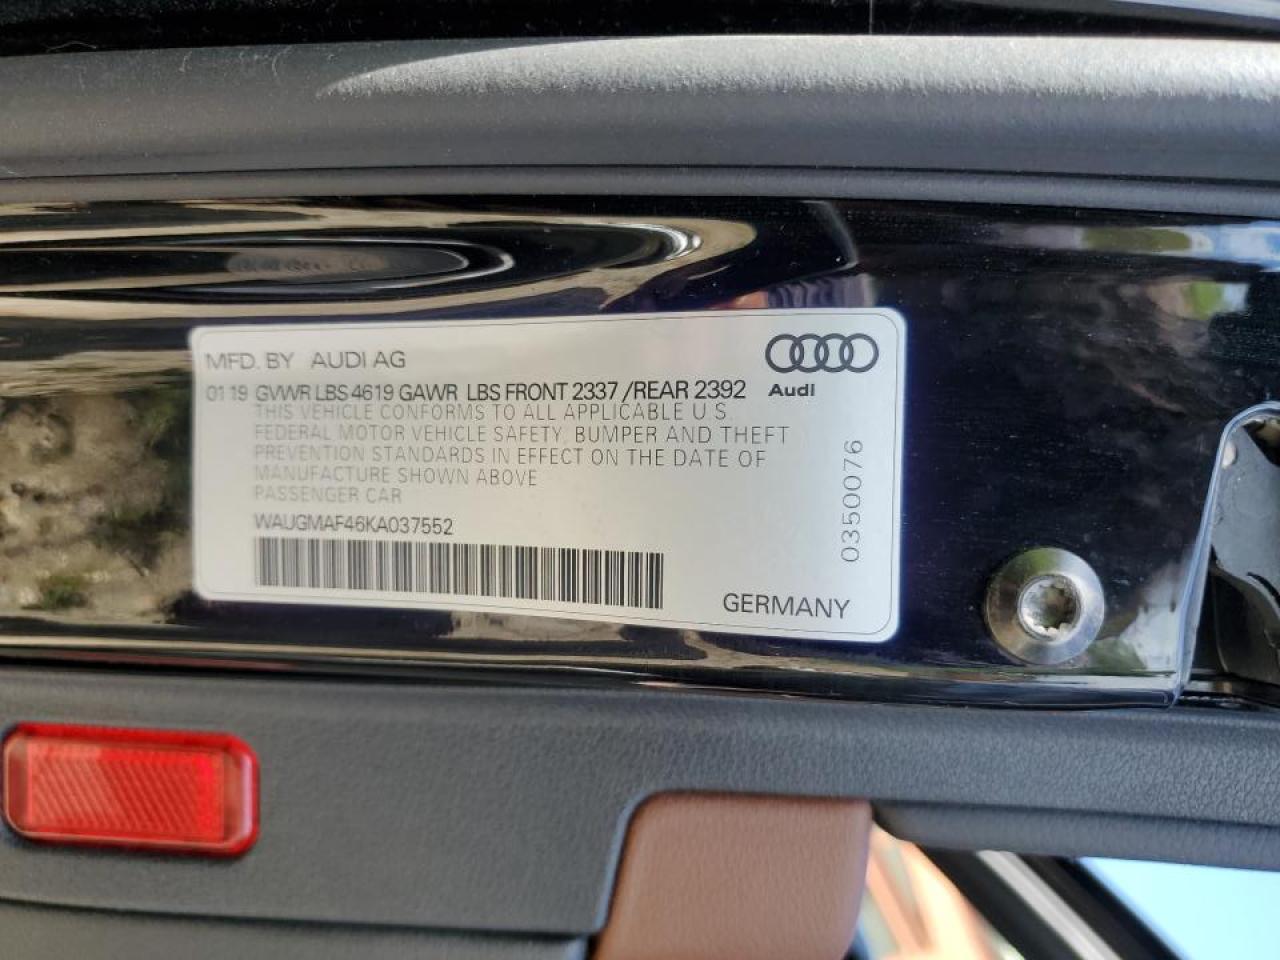 MFD. BY AUDI AG
0119 GVWR LBS 4619 GAWR LBS FRONT 2337 /REAR 2392
Audi
THIS VEHICLE CONFORMS TO ALL APPLICABLE U.S.
FEDERAL MOTOR VEHICLE SAFETY, BUMPER AND THEFT
PREVENTION STANDARDS IN EFFECT ON THE DATE OF
MANUFACTURE SHOWN ABOVE
PASSENGER CAR
WAUGMAF46KA037552
0350076
GERMANY